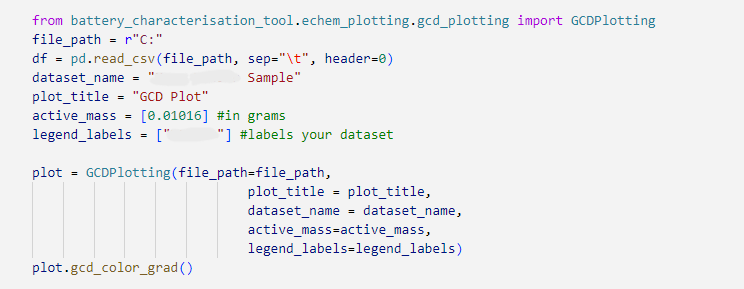 from battery_characterisation_tool.echem_plotting.gcd_plotting import GCDPlotting
file_path = r"C:"
df = pd.read_csv(file_path, sep="\t", header=0)
dataset_name = " Sample"
plot_title = "GCD Plot"
active_mass = [0.01016] #in grams
legend_labels = [" "] #labels your dataset
plot = GCDPlotting(file_path=file_path,
plot_title = plot_title,
dataset_name = dataset_name,
active_mass=active_mass,
legend_labels=legend_labels)
plot.gcd_color_grad()